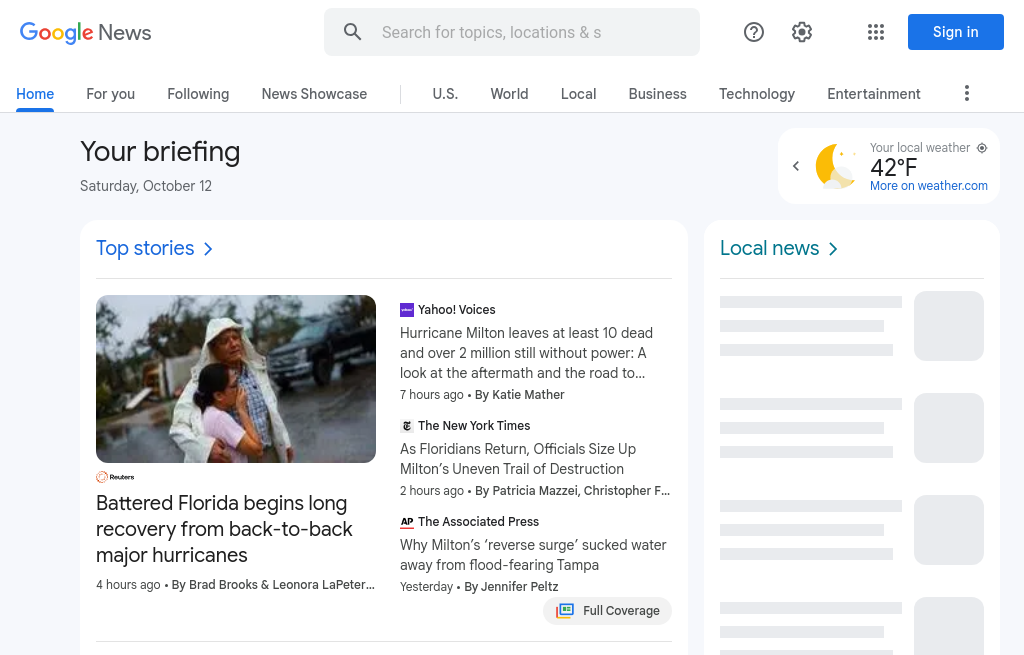 Google News
Search for topics, locations & s
Sign in
Home
For you
Following
News Showcase
U.S.
World
Local
Business
Technology
Entertainment
Your briefing
Saturday, October 12
Your local weather
42°F
More on weather.com
Top stories
Reuters
Battered Florida begins long
recovery from back-to-back
major hurricanes
4 hours ago • By Brad Brooks & Leonora LaPeter...
yahoo!
Yahoo! Voices
Hurricane Milton leaves at least 10 dead
and over 2 million still without power: A
look at the aftermath and the road to...
7 hours ago • By Katie Mather
The New York Times
As Floridians Return, Officials Size Up
Milton’s Uneven Trail of Destruction
2 hours ago • By Patricia Mazzei, Christopher F...
AP The Associated Press
Why Milton’s ‘reverse surge’ sucked water
away from flood-fearing Tampa
Yesterday • By Jennifer Peltz
Full Coverage
Local news